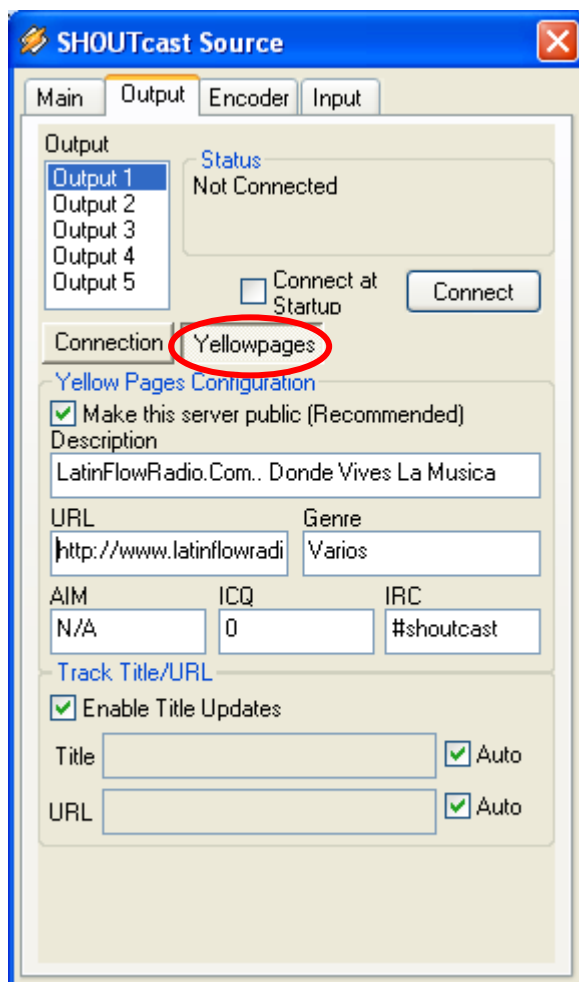 SHOUTcast Source
Main Output Encoder Input
Output
Output 1
Output 2
Output 3
Output 4
Output 5
Status
Not Connected
Connect at
Startup
Connect
Connection Yellowpages
Yellow Pages Configuration
Make this server public (Recommended)
Description
LatinFlowRadio.Com.. Donde Vives La Musica
URL Genre
http://www.latinflowradi Varios
AIM ICQ IRC
N/A 0 #shoutcast
Track Title/URL
Enable Title Updates
Title Auto
URL Auto